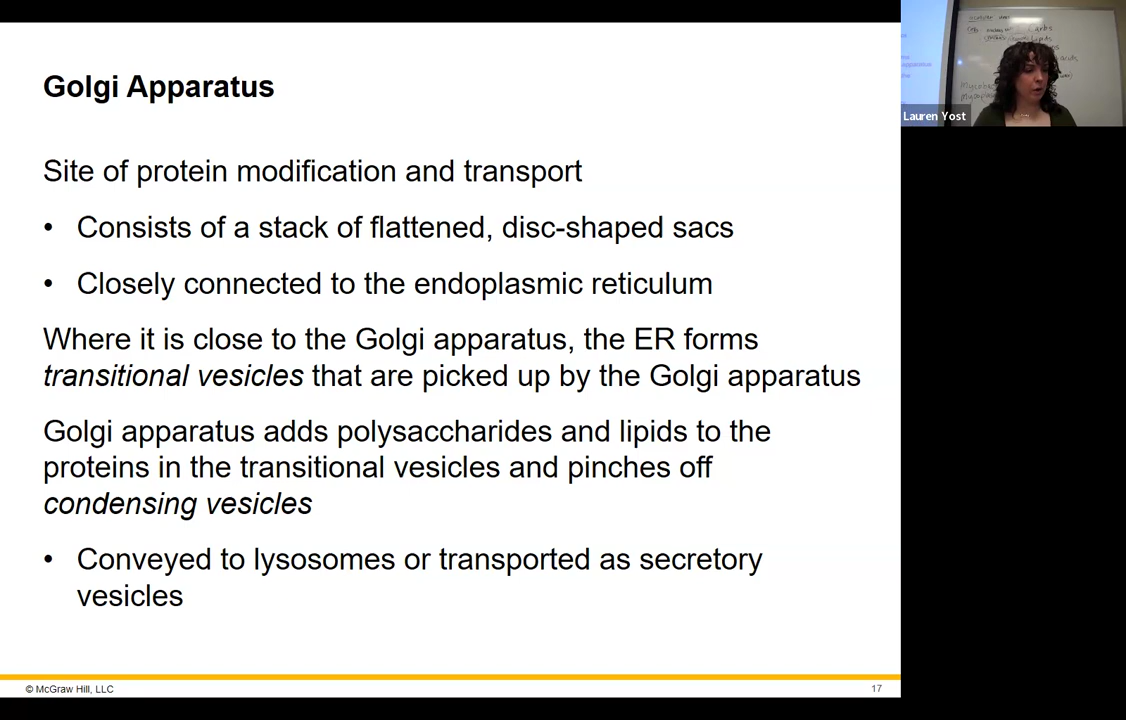 Golgi Apparatus
Site of protein modification and transport
• Consists of a stack of flattened, disc-shaped sacs
• Closely connected to the endoplasmic reticulum
Where it is close to the Golgi apparatus, the ER forms
transitional vesicles that are picked up by the Golgi apparatus
Golgi apparatus adds polysaccharides and lipids to the
proteins in the transitional vesicles and pinches off
condensing vesicles
• Conveyed to lysosomes or transported as secretory
vesicles
© McGraw Hill, LLC
17
Carbs
Lipids
Lauren Yost